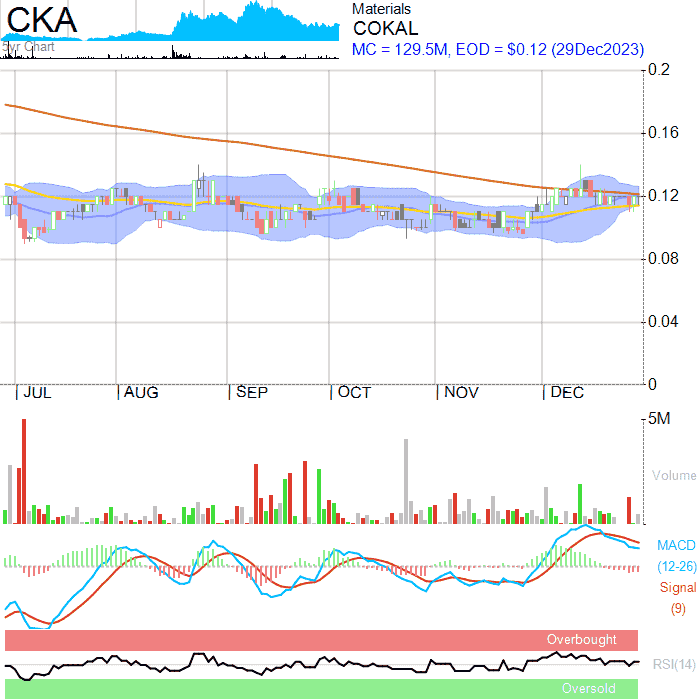 CKA
5yr Chart
Materials
COKAL
MC = 129.5M, EOD = $0.12 (29Dec2023)
0.2
0.16
0.12
0.08
0.04
0
JUL AUG SEP OCT NOV DEC
5M
Volume
MACD
(12-26)
Signal
(9)
Overbought
RSI(14)
Oversold